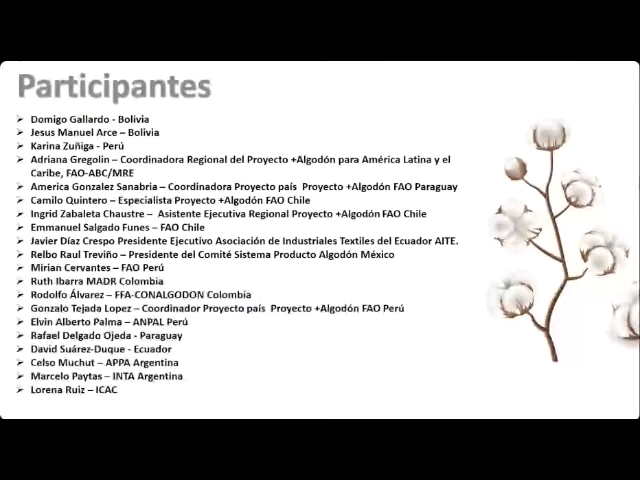 Participantes
➢ Domigo Gallardo - Bolivia
➢ Jesus Manuel Arce – Bolivia
➢ Karina Zuñiga - Perú
➢ Adriana Gregolin – Coordinadora Regional del Proyecto +Algodón para América Latina y el
Caribe, FAO-ABC/MRE
➢ America Gonzalez Sanabria – Coordinadora Proyecto país Proyecto +Algodón FAO Paraguay
➢ Camilo Quintero – Especialista Proyecto +Algodón FAO Chile
➢ Ingrid Zabaleta Chaustre – Asistente Ejecutiva Regional Proyecto +Algodón FAO Chile
➢ Emmanuel Salgado Funes – FAO Chile
➢ Javier Díaz Crespo Presidente Ejecutivo Asociación de Industriales Textiles del Ecuador AITE.
➢ Relbo Raul Treviño – Presidente del Comité Sistema Producto Algodón México
➢ Mirian Cervantes – FAO Perú
➢ Ruth Ibarra MADR Colombia
➢ Rodolfo Álvarez – FFA-CONALGODON Colombia
➢ Gonzalo Tejada Lopez – Coordinador Proyecto país Proyecto +Algodón FAO Perú
➢ Elvin Alberto Palma – ANPAL Perú
➢ Rafael Delgado Ojeda - Paraguay
➢ David Suárez-Duque - Ecuador
➢ Celso Muchut – APPA Argentina
➢ Marcelo Paytas – INTA Argentina
➢ Lorena Ruiz – ICAC